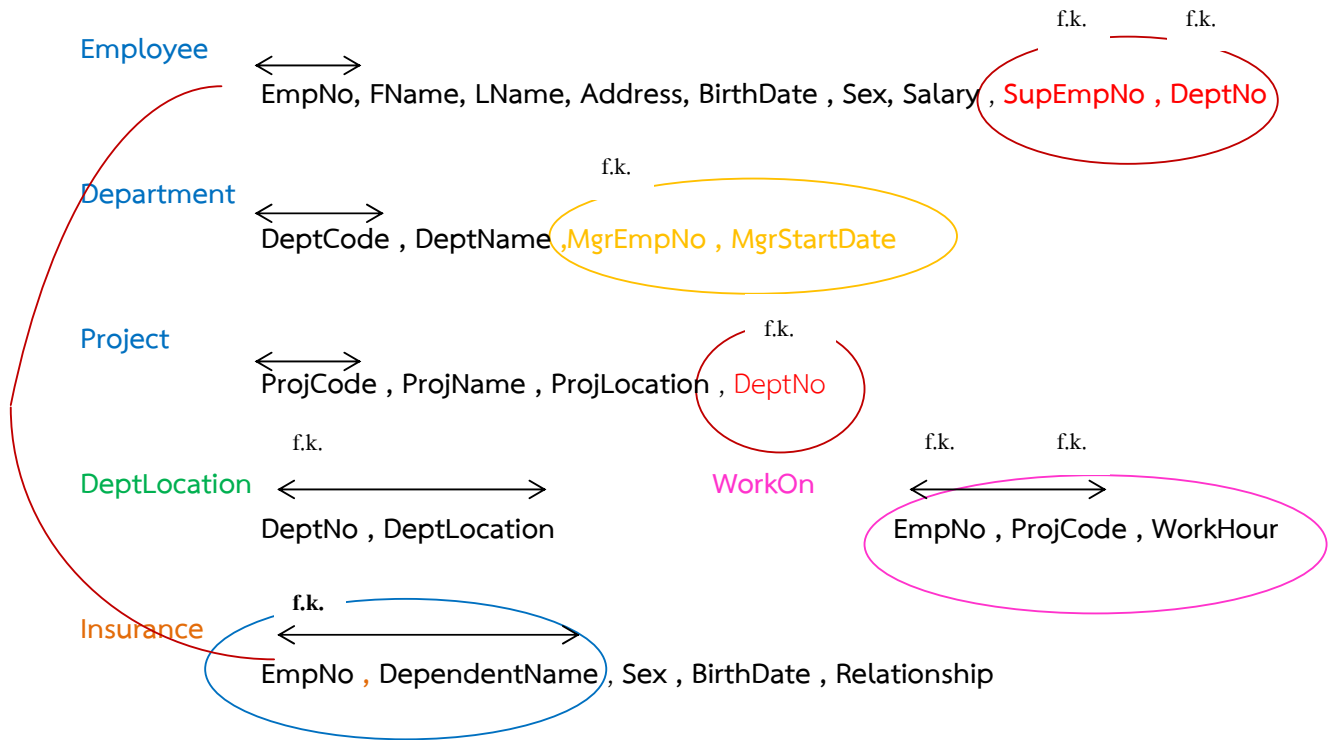 f.k. f.k.
Employee
EmpNo, FName, LName, Address, BirthDate , Sex, Salary , SupEmpNo , DeptNo
f.k.
Department
DeptCode , DeptName ,MgrEmpNo , MgrStartDate
f.k.
Project
ProjCode , ProjName , ProjLocation , DeptNo
f.k. f.k. f.k.
DeptLocation WorkOn
DeptNo , DeptLocation EmpNo , ProjCode , WorkHour
f.k.
Insurance
EmpNo , DependentName , Sex , BirthDate , Relationship